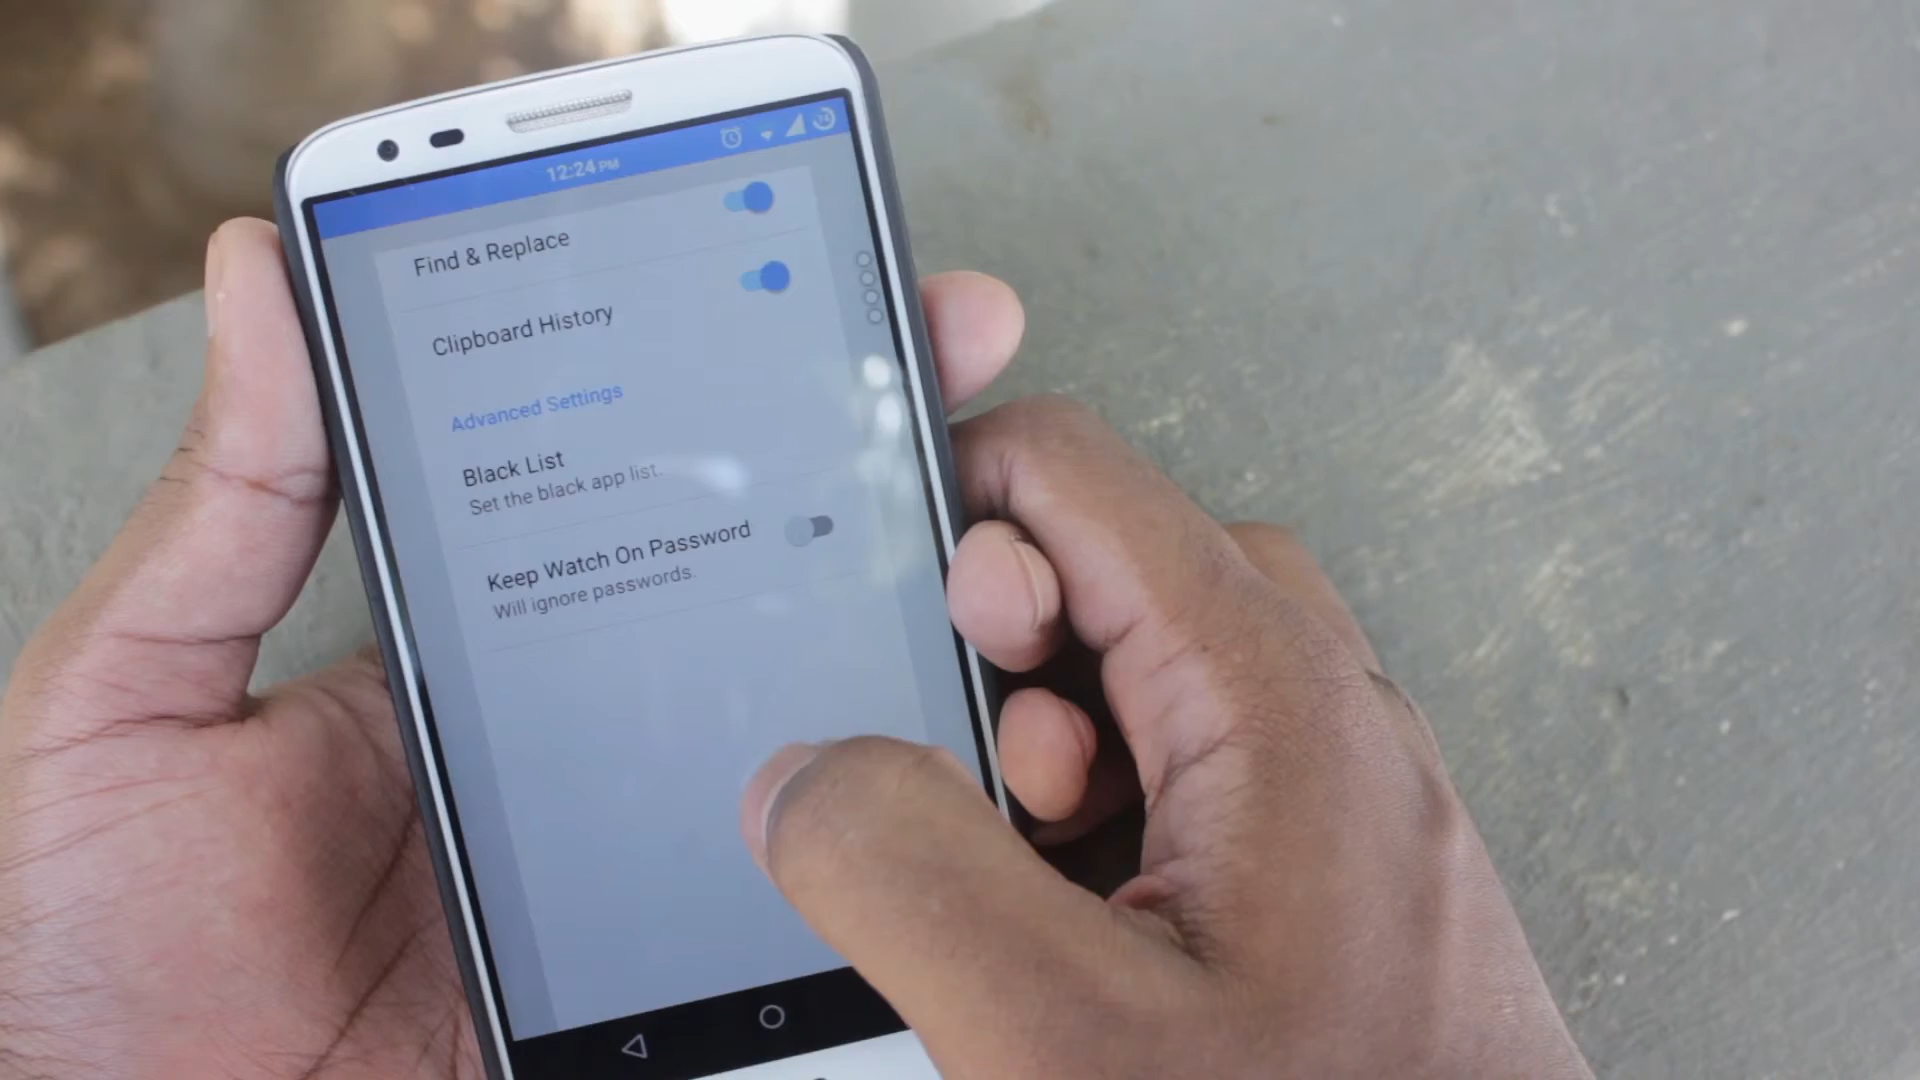 12:24 PM
Find & Replace
Clipboard History
Advanced Settings
Black List
Set the black app list.
Keep Watch On Password
Will ignore passwords.